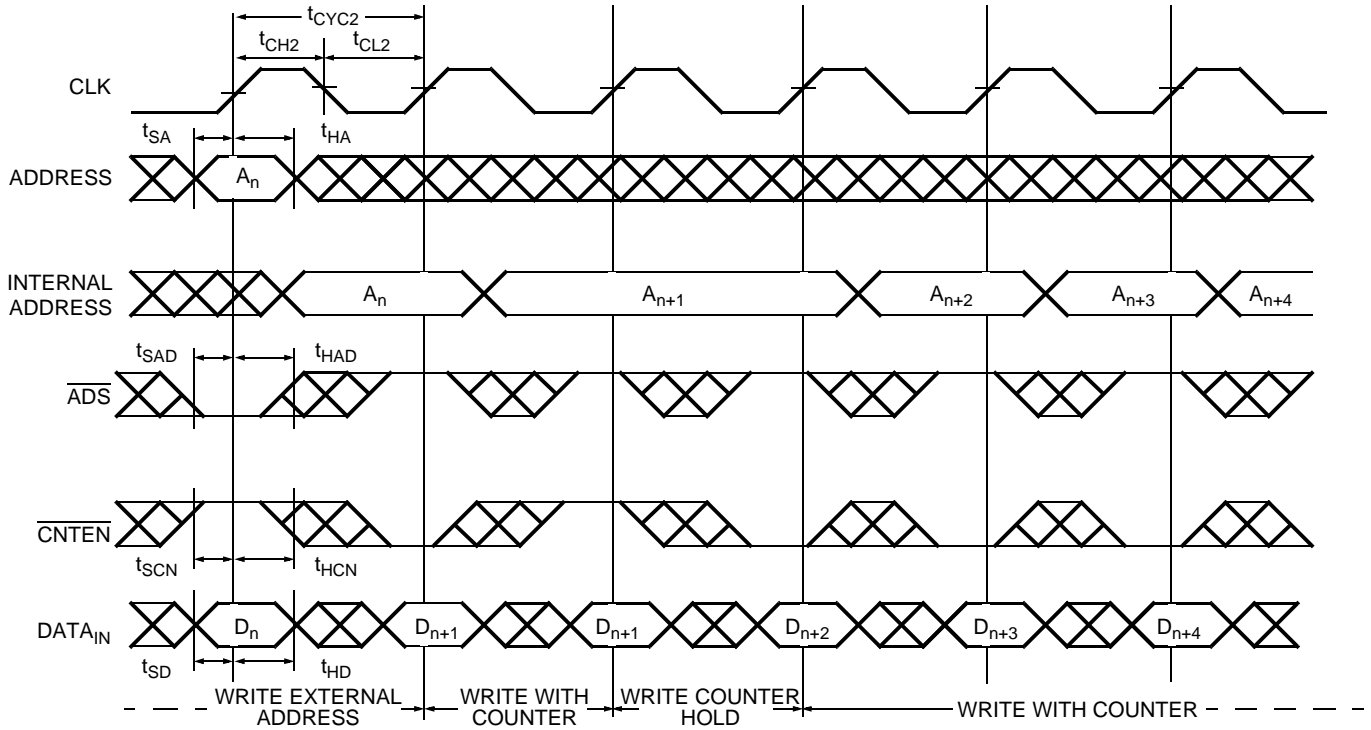 tCYC2
tCH2 tCL2
CLK
tSA tHA
ADDRESS An
INTERNAL
ADDRESS
An An+1 An+2 An+3 An+4
tSAD tHAD
ADS
CNTEN
tSCN tHCN
DATAIN Dn Dn+1 Dn+1 Dn+2 Dn+3 Dn+4
tSD tHD
WRITE EXTERNAL
ADDRESS
WRITE WITH
COUNTER
WRITE COUNTER
HOLD
WRITE WITH COUNTER